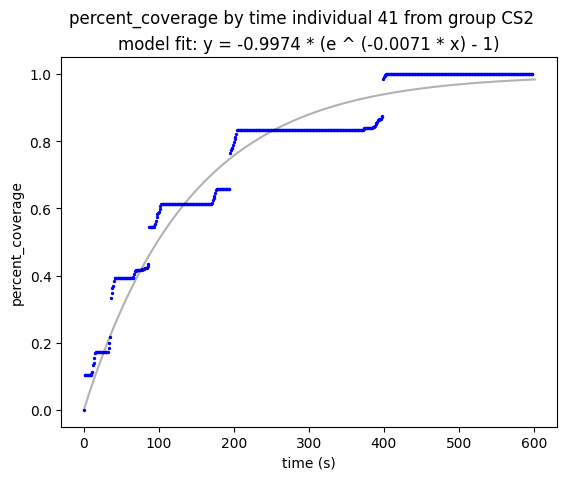 percent_coverage by time individual 41 from group CS2
model fit: y = -0.9974 * (e ^ (-0.0071 * x) - 1)
1.0
0.8
0.6
0.4
0.2
0.0
percent_coverage
0 100 200 300 400 500 600
time (s)